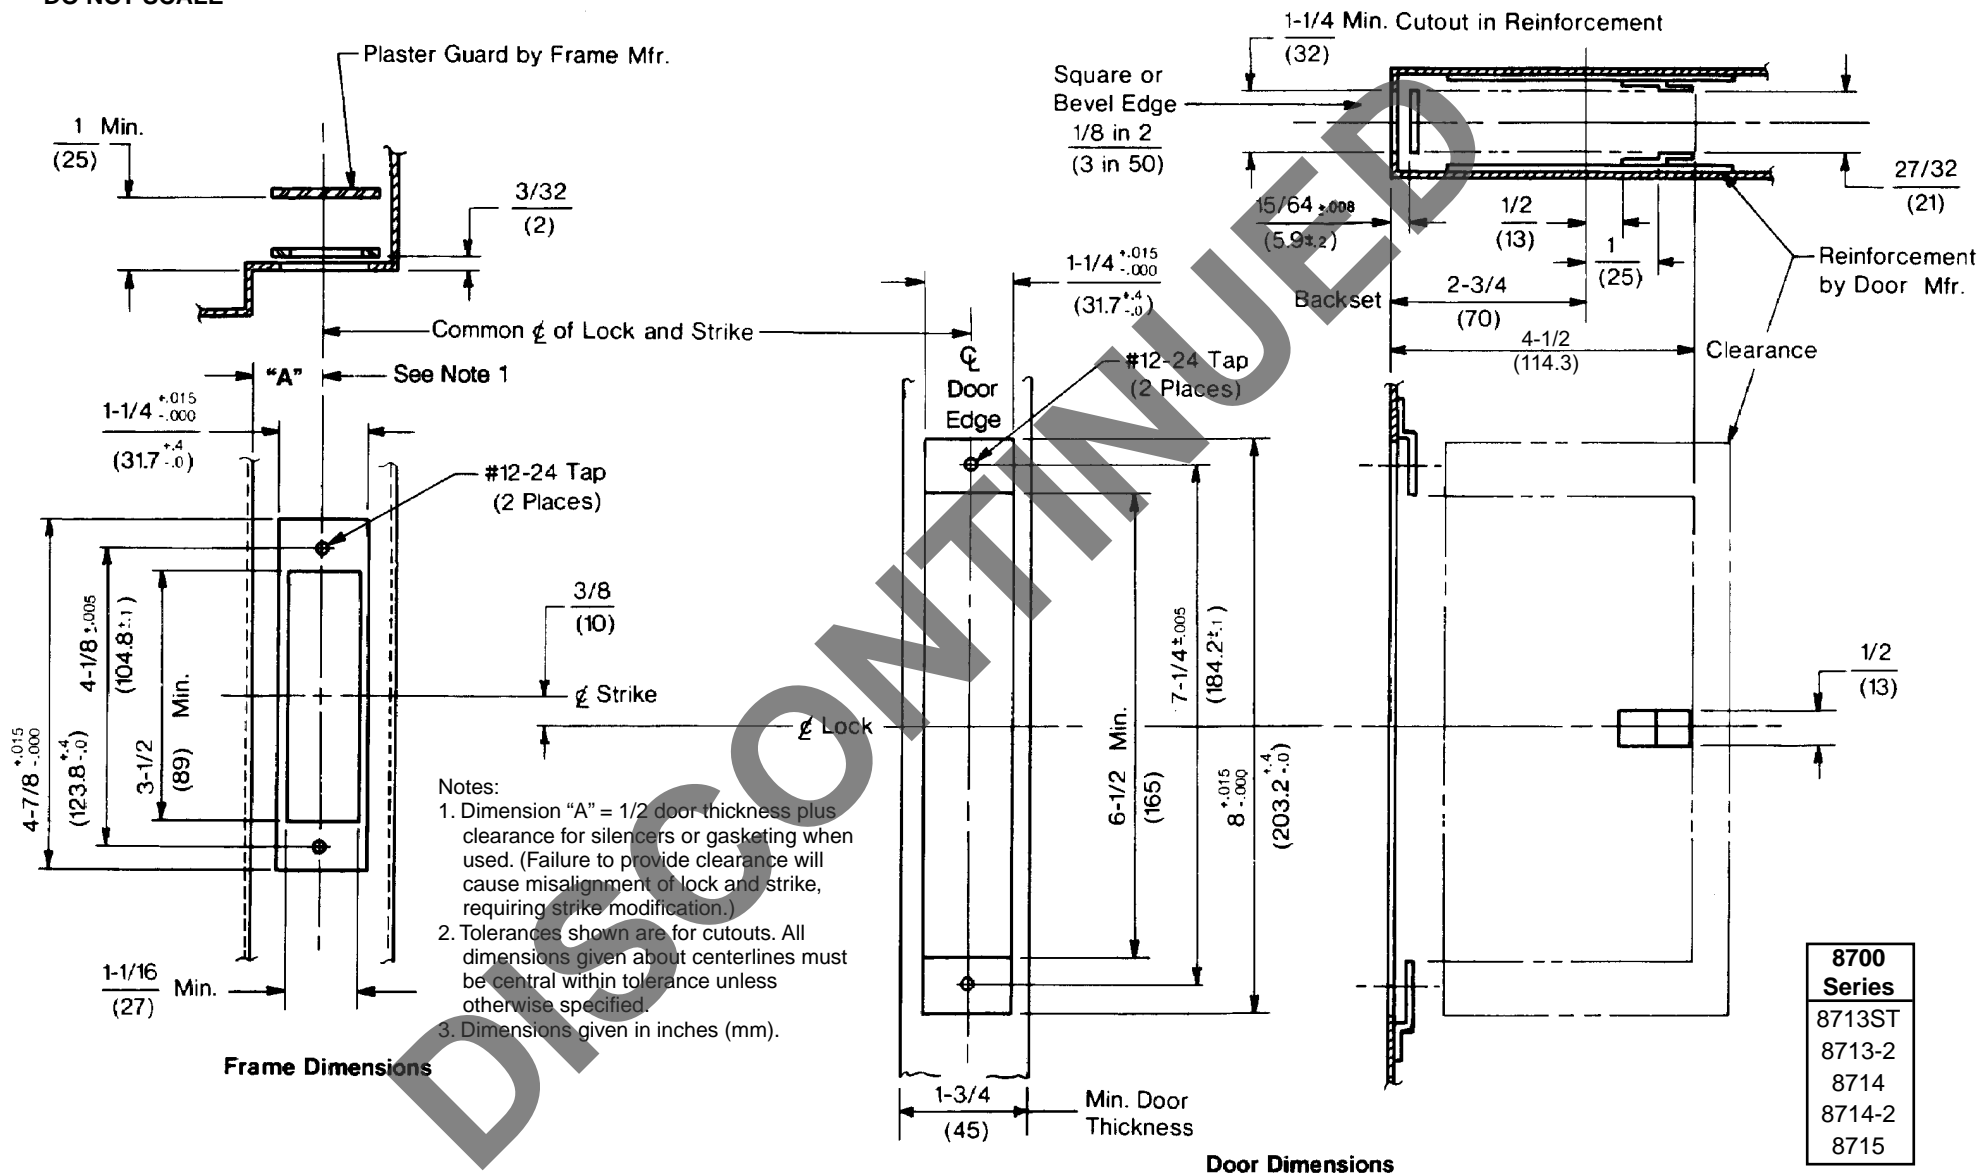 DO NOT SCALE
Plaster Guard by Frame Mfr.
1 Min.
(25)
3/32
(2)
Common ₵ of Lock and Strike
"A"
See Note 1
1-1/4 +.015 -.000
(31.7 +.4 -.0)
#12-24 Tap
(2 Places)
4-7/8 +.015 -.000
(123.8 +.4 -.0)
4-1/8 ±.005
(104.8 ±.1)
3-1/2 Min.
(89)
3/8
(10)
₵ Strike
₵ Lock
1-1/16 Min.
(27)
Frame Dimensions
Notes:
1. Dimension "A" = 1/2 door thickness plus
clearance for silencers or gasketing when
used. (Failure to provide clearance will
cause misalignment of lock and strike,
requiring strike modification.)
2. Tolerances shown are for cutouts. All
dimensions given about centerlines must
be central within tolerance unless
otherwise specified.
3. Dimensions given in inches (mm).
1-1/4 +.015 -.000
(31.7 +.4 -.0)
₵
Door
Edge
#12-24 Tap
(2 Places)
6-1/2 Min.
(165)
7-1/4 ±.005
(184.2 ±.1)
8 +.015 -.000
(203.2 +.4 -.0)
1-3/4
(45)
Min. Door
Thickness
Door Dimensions
1-1/4 Min. Cutout in Reinforcement
(32)
Square or
Bevel Edge
1/8 in 2
(3 in 50)
15/64 ±.008
(5.9 ±.2)
1/2
(13)
1
(25)
27/32
(21)
Reinforcement
by Door Mfr.
Backset
2-3/4
(70)
4-1/2
(114.3)
Clearance
1/2
(13)
8700
Series
8713ST
8713-2
8714
8714-2
8715
DISCONTINUED